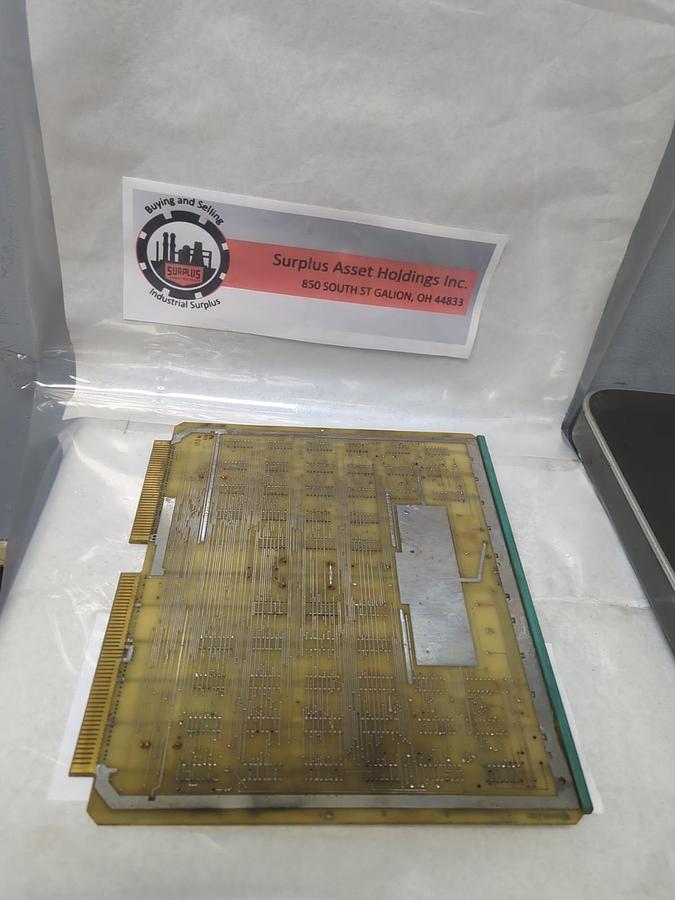 Buying and Selling
SURPLUS
Industrial Surplus
Surplus Asset Holdings Inc.
850 SOUTH ST GALION, OH 44833